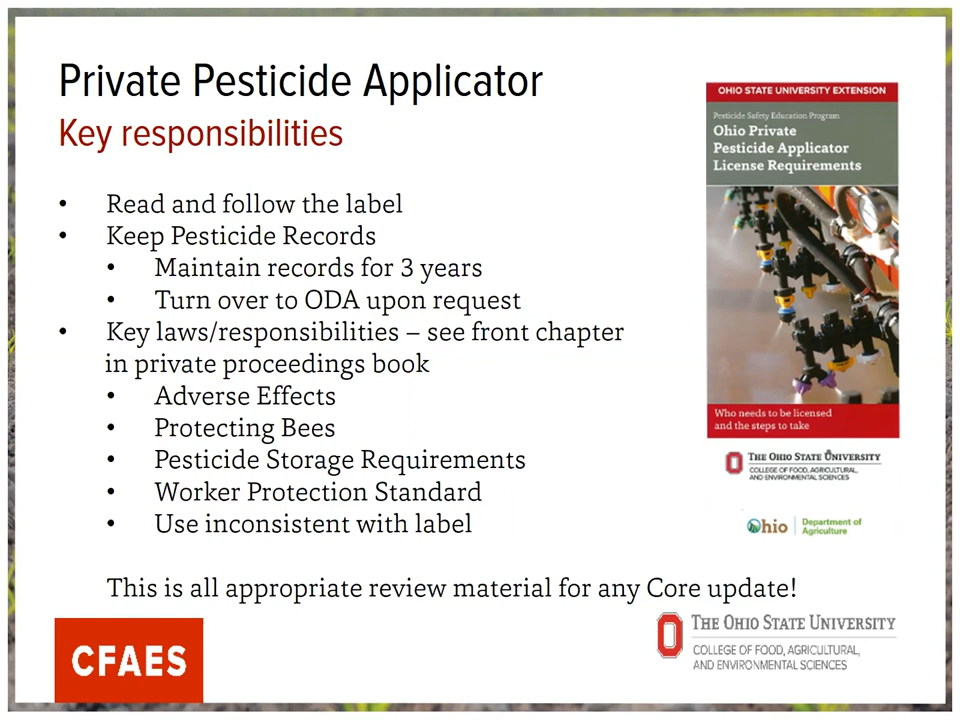 Private Pesticide Applicator
Key responsibilities
• Read and follow the label
• Keep Pesticide Records
• Maintain records for 3 years
• Turn over to ODA upon request
• Key laws/responsibilities – see front chapter
in private proceedings book
• Adverse Effects
• Protecting Bees
• Pesticide Storage Requirements
• Worker Protection Standard
• Use inconsistent with label
This is all appropriate review material for any Core update!
OHIO STATE UNIVERSITY EXTENSION
Pesticide Safety Education Program
Ohio Private
Pesticide Applicator
License Requirements
Who needs to be licensed
and the steps to take
THE OHIO STATE UNIVERSITY
COLLEGE OF FOOD, AGRICULTURAL,
AND ENVIRONMENTAL SCIENCES
Ohio
Department of
Agriculture
CFAES
THE OHIO STATE UNIVERSITY
COLLEGE OF FOOD, AGRICULTURAL,
AND ENVIRONMENTAL SCIENCES